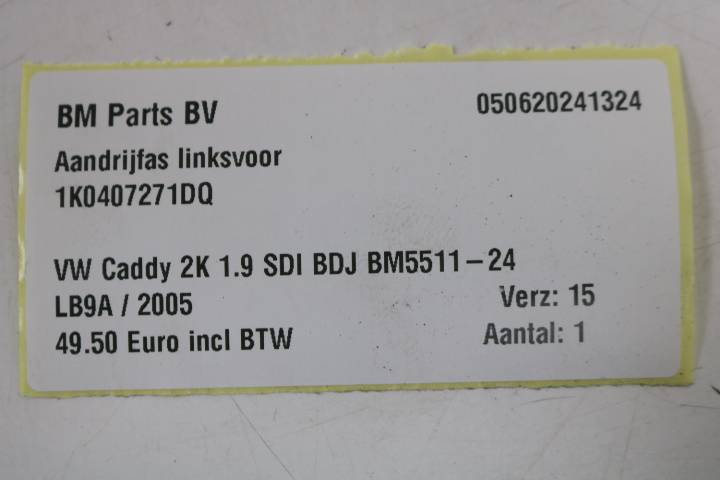 BM Parts BV 050620241324
Aandrijfas linksvoor
1K0407271DQ
VW Caddy 2K 1.9 SDI BDJ BM5511-24
LB9A / 2005 Verz: 15
49.50 Euro incl BTW Aantal: 1